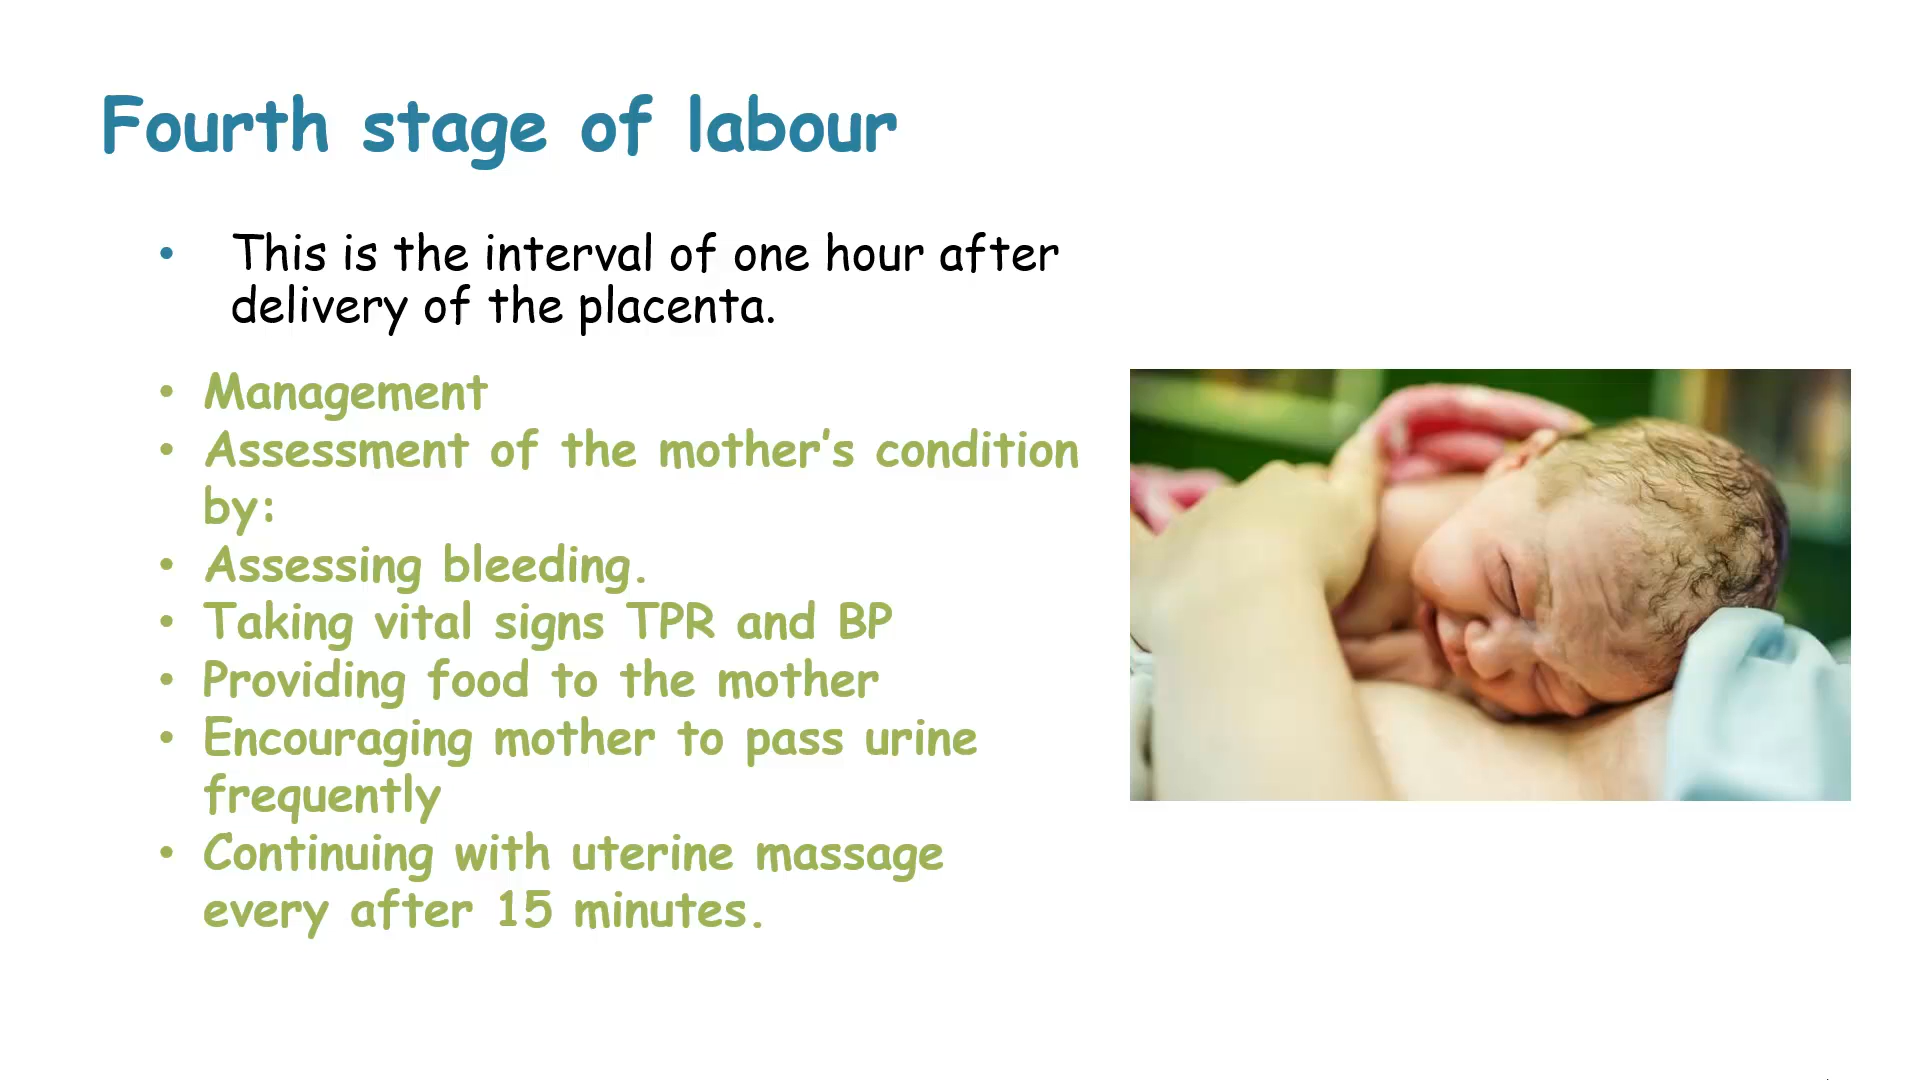 Fourth stage of labour
• This is the interval of one hour after
delivery of the placenta.
• Management
• Assessment of the mother’s condition
by:
• Assessing bleeding.
• Taking vital signs TPR and BP
• Providing food to the mother
• Encouraging mother to pass urine
frequently
• Continuing with uterine massage
every after 15 minutes.